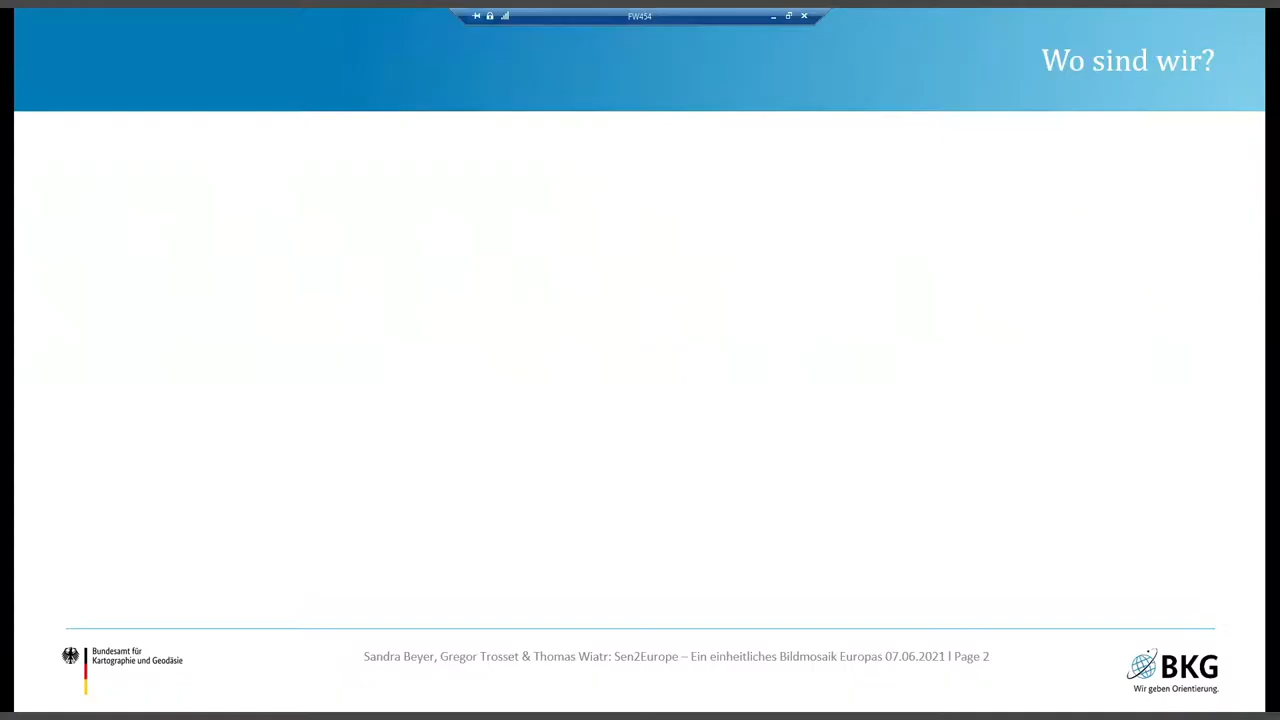 FW454
Wo sind wir?
Bundesamt für
Kartographie und Geodäsie
Sandra Beyer, Gregor Trosset & Thomas Wiatr: Sen2Europe – Ein einheitliches Bildmosaik Europas 07.06.2021 l Page 2
BKG
Wir geben Orientierung.